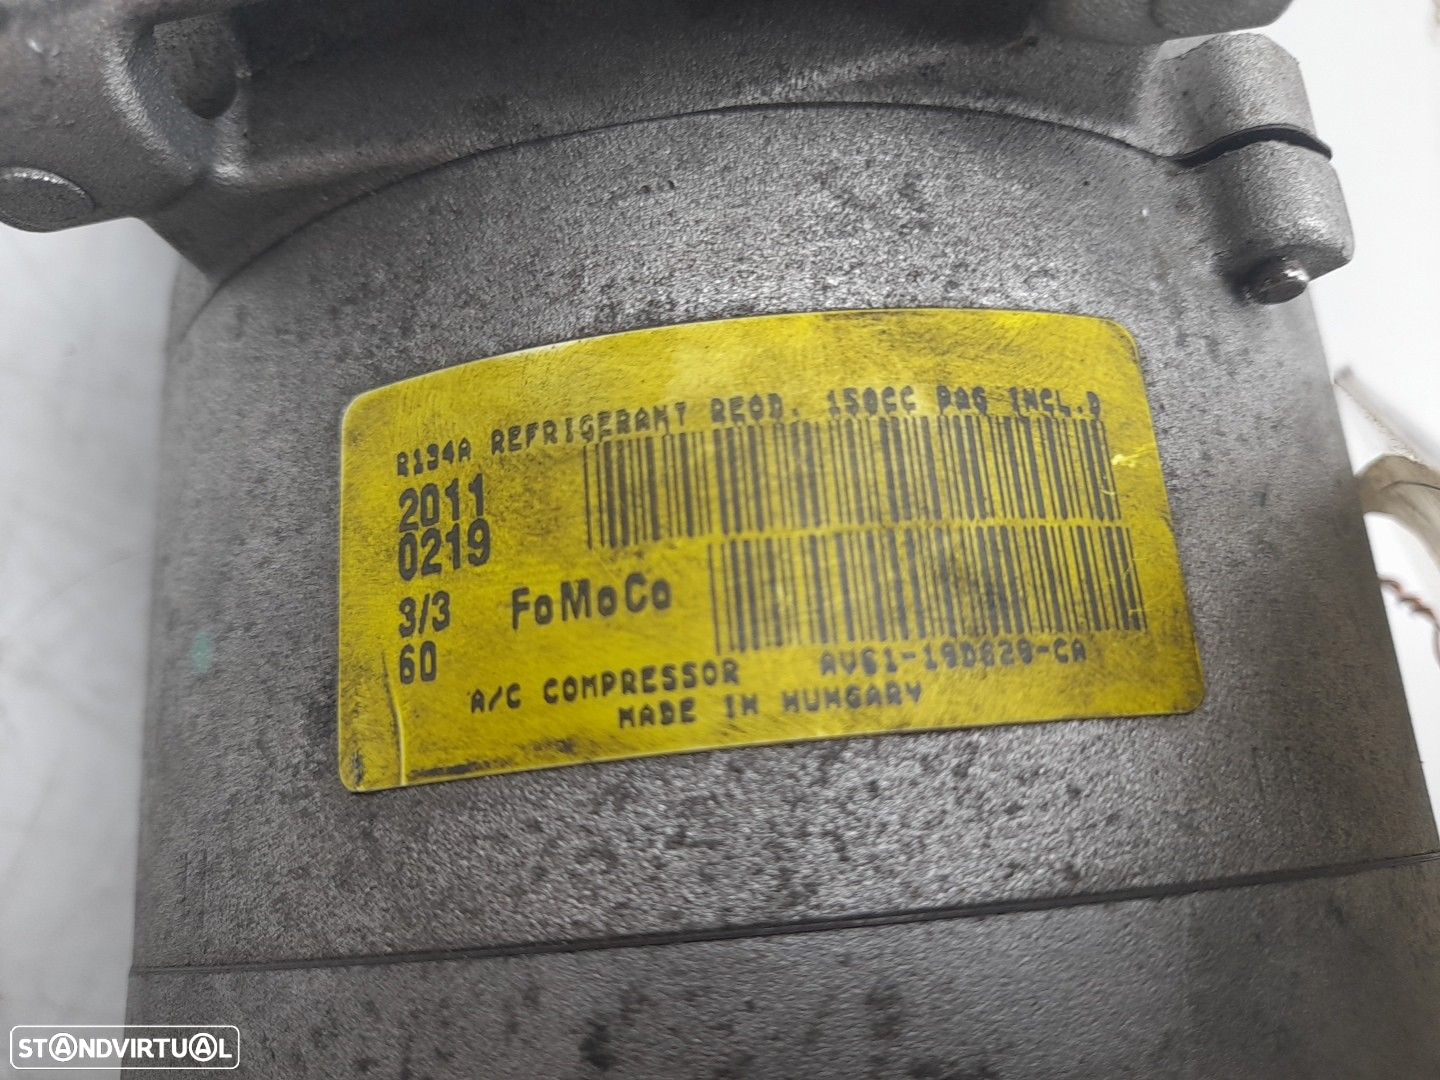 R134A REFRIGERANT REQD. 150CC PAG INCL.D
2011
0219
3/3
60
FoMoCo
A/C COMPRESSOR AV61-19D629-CA
MADE IN HUNGARY
STANDVIRTUAL